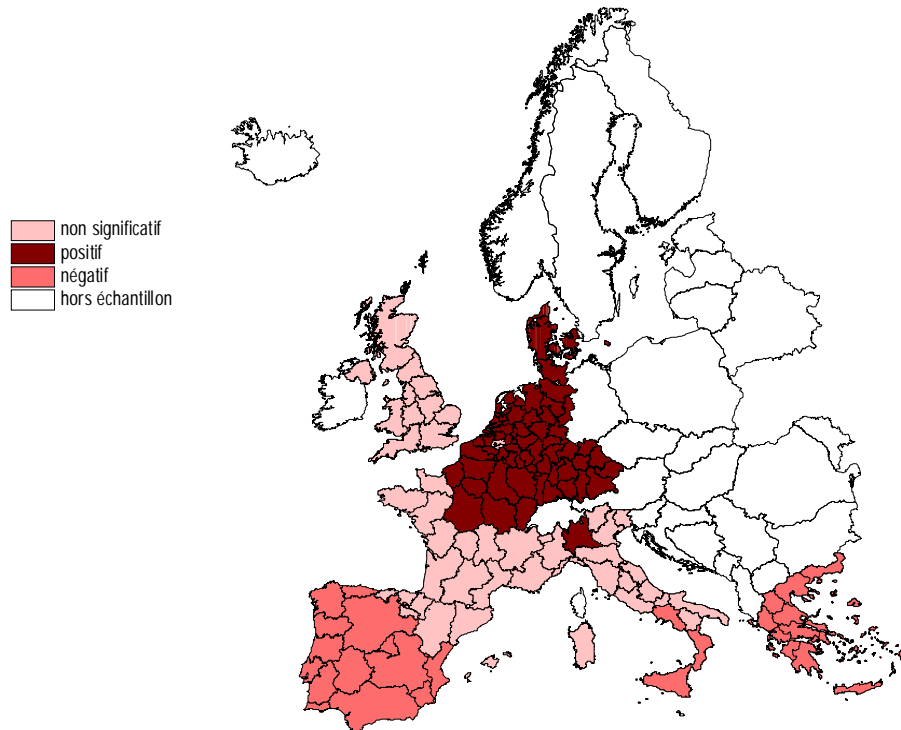 non significatif
positif
négatif
hors échantillon